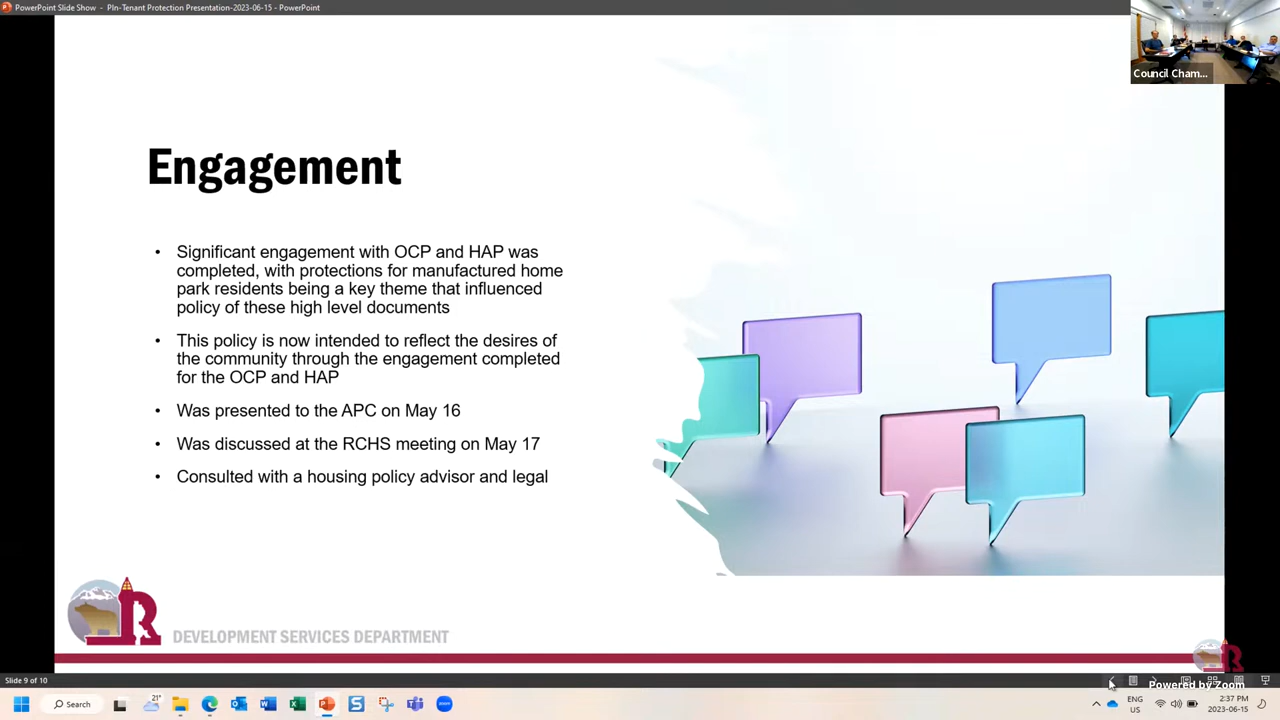 PowerPoint Slide Show - Pln-Tenant Protection Presentation-2023-06-15 - PowerPoint
Council Cham...
Engagement
• Significant engagement with OCP and HAP was
completed, with protections for manufactured home
park residents being a key theme that influenced
policy of these high level documents
• This policy is now intended to reflect the desires of
the community through the engagement completed
for the OCP and HAP
• Was presented to the APC on May 16
• Was discussed at the RCHS meeting on May 17
• Consulted with a housing policy advisor and legal
R
DEVELOPMENT SERVICES DEPARTMENT
R
Slide 9 of 10
Powered by Zoom
21°
Search
ENG
US
2:37 PM
2023-06-15